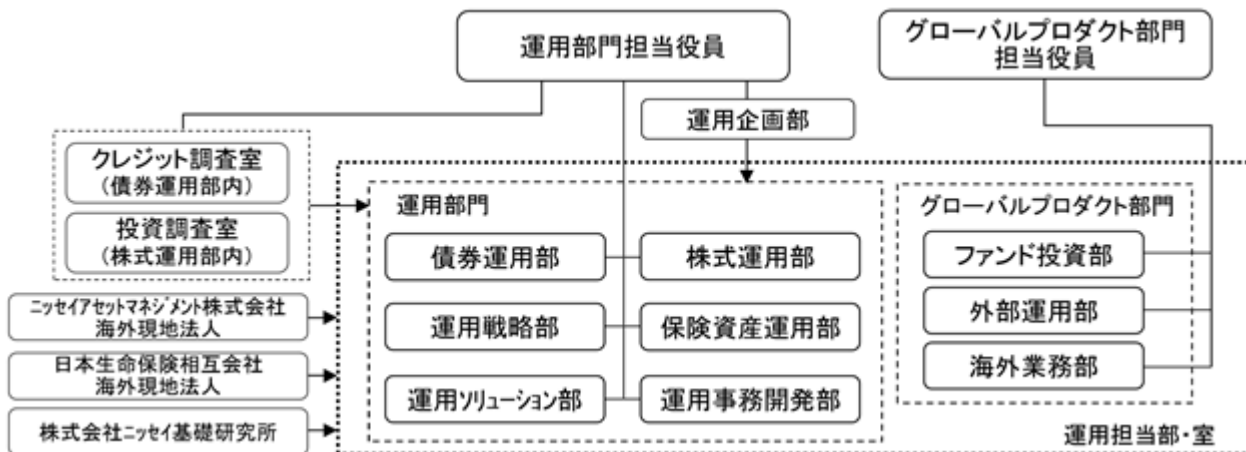 運用部門担当役員
グローバルプロダクト部門
担当役員
運用企画部
クレジット調査室
（債券運用部内）
投資調査室
（株式運用部内）
運用部門
債券運用部
株式運用部
運用戦略部
保険資産運用部
運用ソリューション部
運用事務開発部
グローバルプロダクト部門
ファンド投資部
外部運用部
海外業務部
ニッセイアセットマネジメント株式会社
海外現地法人
日本生命保険相互会社
海外現地法人
株式会社ニッセイ基礎研究所
運用担当部・室